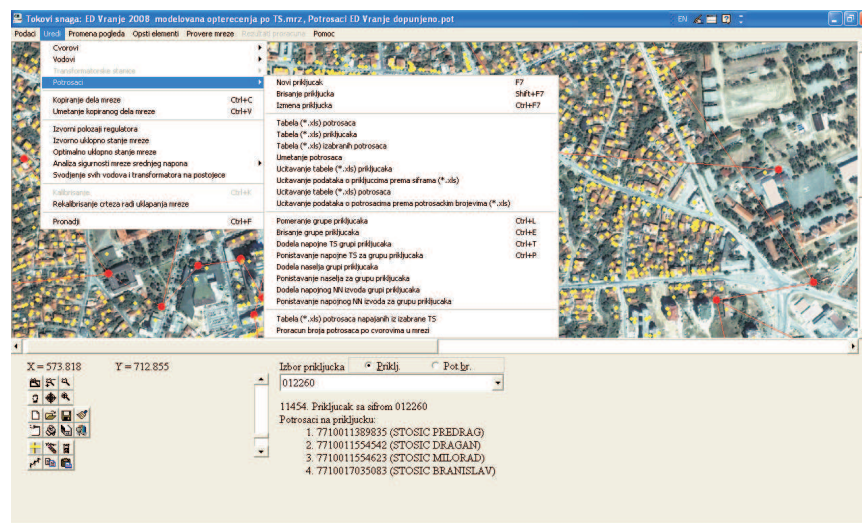 Tokovi snaga: ED Vranje 2008 modelovana opterecenja po TS.mrz, Potrosaci ED Vranje dopunjeno.pot EN
Podaci Uredi Promena pogleda Opsti elementi Provere mreze Rezultati proracuna Pomoc
Cvorovi
Vodovi
Transformatorske stanice
Potrosaci
Kopiranje dela mreze Ctrl+C
Umetanje kopiranog dela mreze Ctrl+V
Izvorni polozaji regulatora
Izvorno uklopno stanje mreze
Optimalno uklopno stanje mreze
Analiza sigurnosti mreze srednjeg napona
Svodjenje svih vodova i transformatora na postojece
Kalibrisanje Ctrl+K
Rekalibrisanje crteza radi uklapanja mreze
Pronadji Ctrl+F
Novi prikljucak F7
Brisanje prikljucka Shift+F7
Izmena prikljucka Ctrl+F7
Tabela (*.xls) potrosaca
Tabela (*.xls) prikljucaka
Tabela (*.xls) izabranih potrosaca
Umetanje potrosaca
Ucitavanje tabele (*.xls) prikljucaka
Ucitavanje podataka o prikljuccima prema siframa (*.xls)
Ucitavanje tabele (*.xls) potrosaca
Ucitavanje podataka o potrosacima prema potrosackim brojevima (*.xls)
Pomeranje grupe prikljucaka Ctrl+L
Brisanje grupe prikljucaka Ctrl+E
Dodela napojne TS grupi prikljucaka Ctrl+T
Ponistavanje napojne TS za grupu prikljucaka Ctrl+P
Dodela naselja grupi prikljucaka
Ponistavanje naselja za grupu prikljucaka
Dodela napojnog NN izvoda grupi prikljucaka
Ponistavanje napojnog NN izvoda za grupu prikljucaka
Tabela (*.xls) potrosaca napajanih iz izabrane TS
Proracun broja potrosaca po cvorovima u mrezi
X = 573.818 Y = 712.855
Izbor prikljucka Priklj. Pot.br.
012260
11454. Prikljucak sa sifrom 012260
Potrosaci na prikljucku:
1. 7710011389835 (STOSIC PREDRAG)
2. 7710011554542 (STOSIC DRAGAN)
3. 7710011554623 (STOSIC MILORAD)
4. 7710017035083 (STOSIC BRANISLAV)